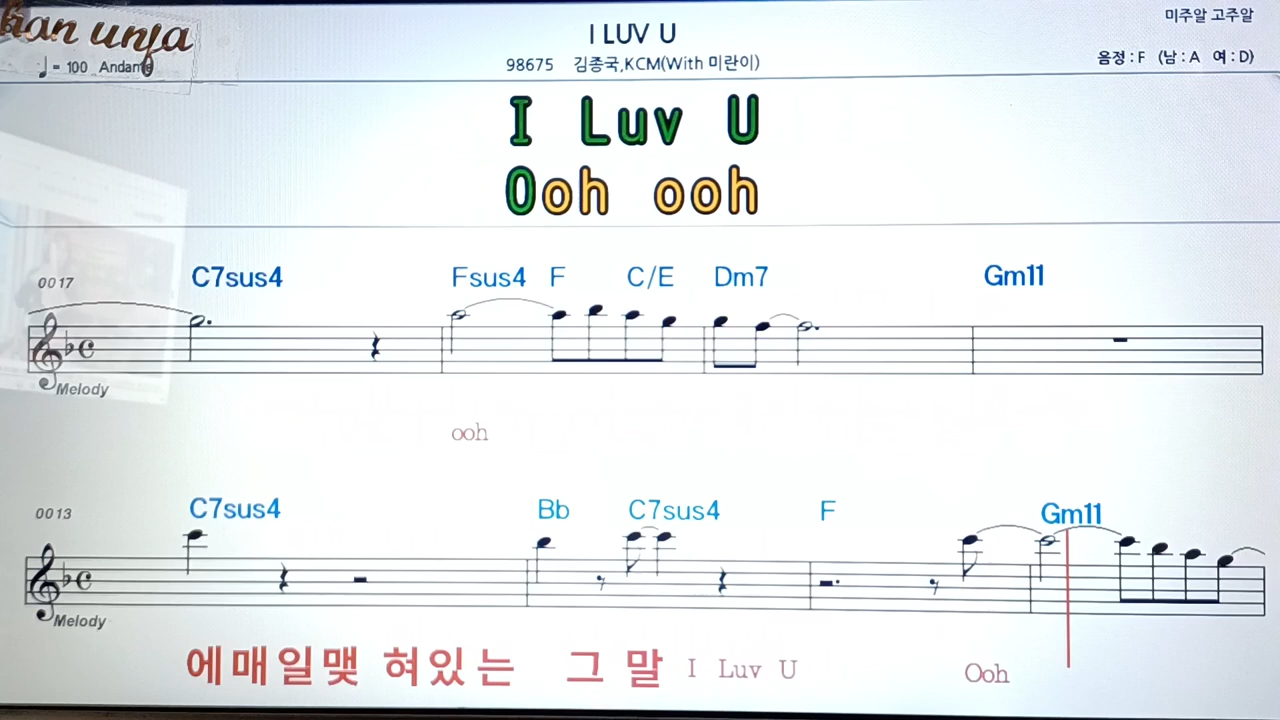 ♩ = 100 Andante
I LUV U
98675 김종국,KCM(With 미란이)
미주알 고주알
음정 : F (남 : A 여 : D)
I Luv U
Ooh ooh
0017 C7sus4 Fsus4 F C/E Dm7 Gm11
Melody
ooh
0013 C7sus4 Bb C7sus4 F Gm11
Melody
에매일맺 혀있는 그 말 I Luv U Ooh